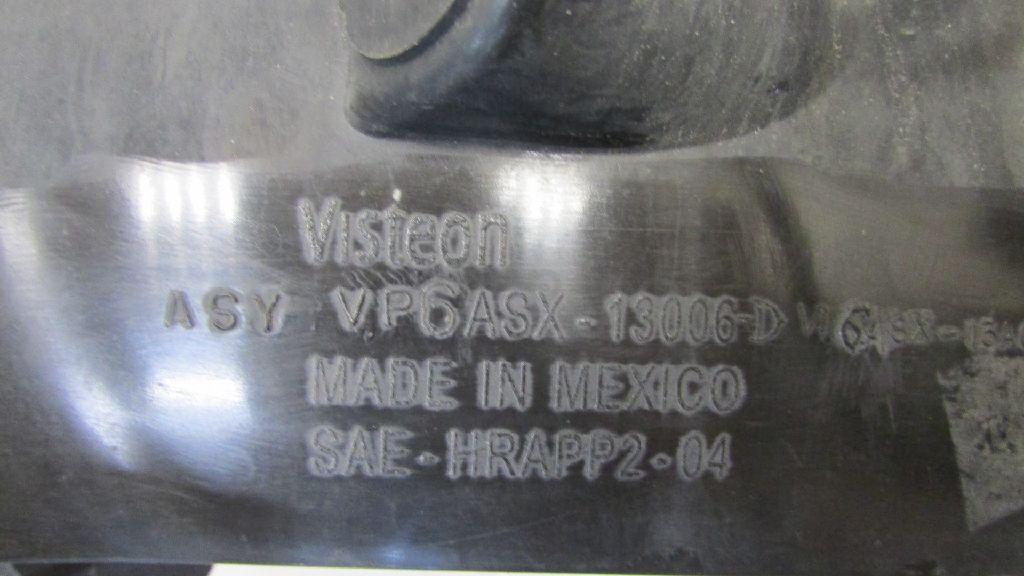 Visteon
ASY VP6ASX-13006-D
MADE IN MEXICO
SAE-HRAPP2-04